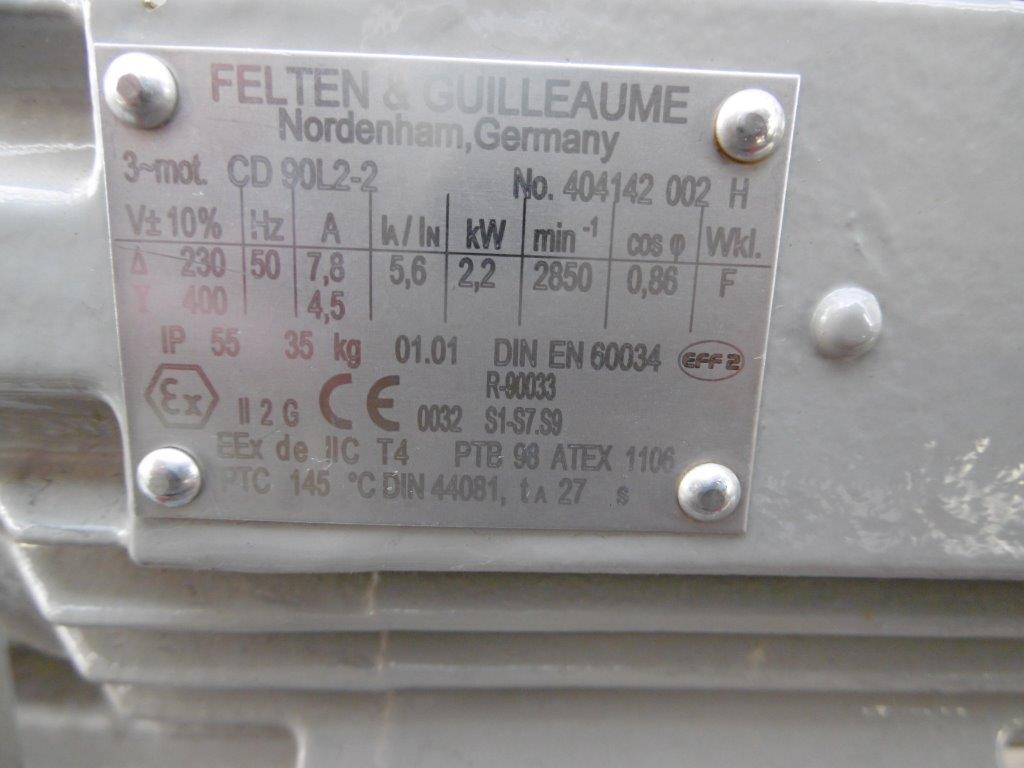 FELTEN & GUILLEAUME
Nordenham,Germany
3~mot. CD 90L2-2 No. 404142 002 H
V± 10% Hz A IA / IN kW min -1 cos φ Wkl.
Δ 230 50 7,8 5,6 2,2 2850 0,86 F
Y 400 4,5
IP 55 35 kg 01.01 DIN EN 60034 EFF 2
R-90033
Ex II 2 G CE 0032 S1-S7.S9
EEx de IIC T4 PTB 98 ATEX 1106
PTC 145 °C DIN 44081, t A 27 s